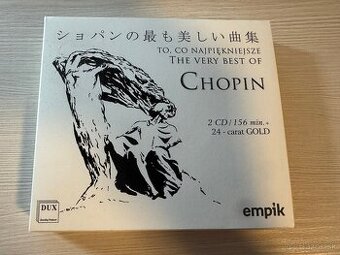 ショパンの最も美しい曲集
TO, CO NAJPIĘKNIEJSZE
THE VERY BEST OF
CHOPIN
2 CD / 156 min. +
24 - carat GOLD
DUX
empik